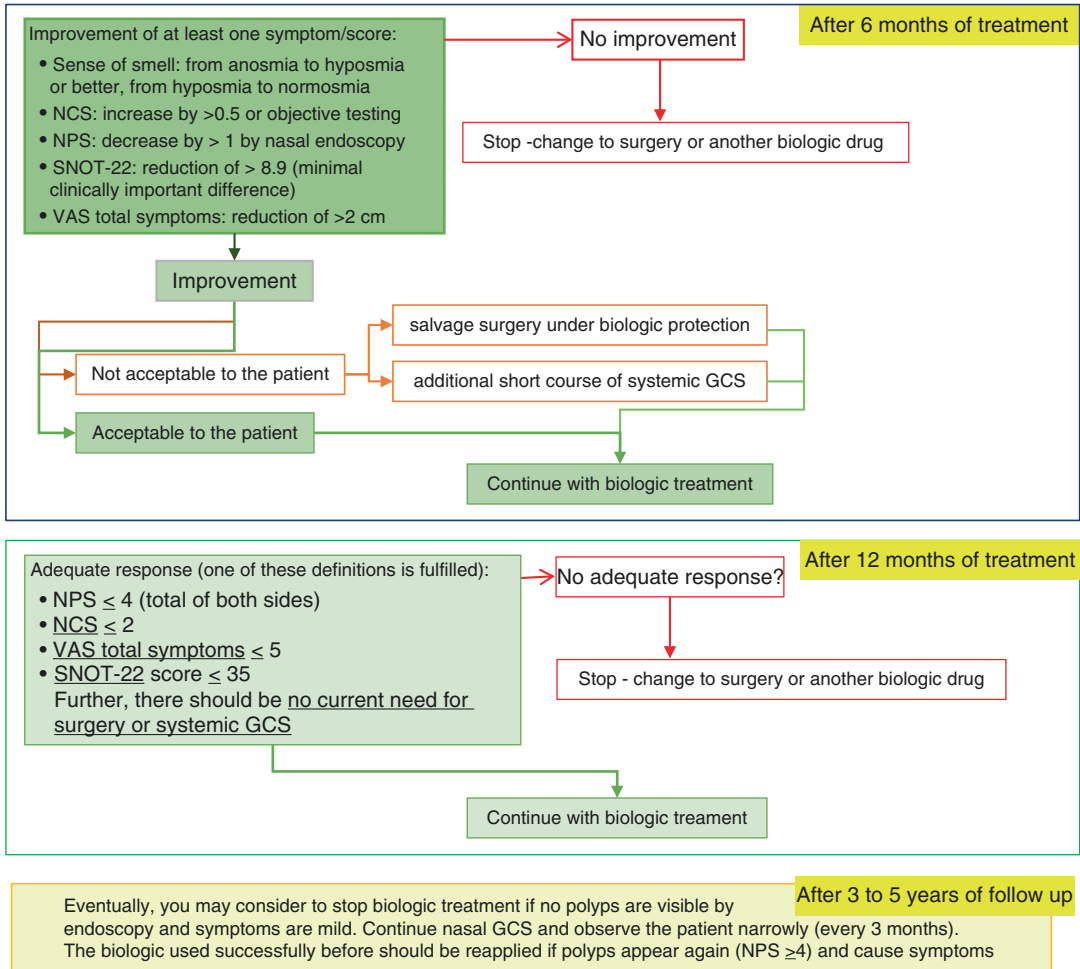 After 6 months of treatment
Improvement of at least one symptom/score:
• Sense of smell: from anosmia to hyposmia
or better, from hyposmia to normosmia
• NCS: increase by >0.5 or objective testing
• NPS: decrease by > 1 by nasal endoscopy
• SNOT-22: reduction of > 8.9 (minimal
clinically important difference)
• VAS total symptoms: reduction of >2 cm
No improvement
Stop -change to surgery or another biologic drug
Improvement
Not acceptable to the patient
salvage surgery under biologic protection
additional short course of systemic GCS
Acceptable to the patient
Continue with biologic treatment
After 12 months of treatment
Adequate response (one of these definitions is fulfilled):
• NPS ≤ 4 (total of both sides)
• NCS ≤ 2
• VAS total symptoms ≤ 5
• SNOT-22 score ≤ 35
Further, there should be no current need for
surgery or systemic GCS
No adequate response?
Stop - change to surgery or another biologic drug
Continue with biologic treament
After 3 to 5 years of follow up
Eventually, you may consider to stop biologic treatment if no polyps are visible by
endoscopy and symptoms are mild. Continue nasal GCS and observe the patient narrowly (every 3 months).
The biologic used successfully before should be reapplied if polyps appear again (NPS ≥4) and cause symptoms